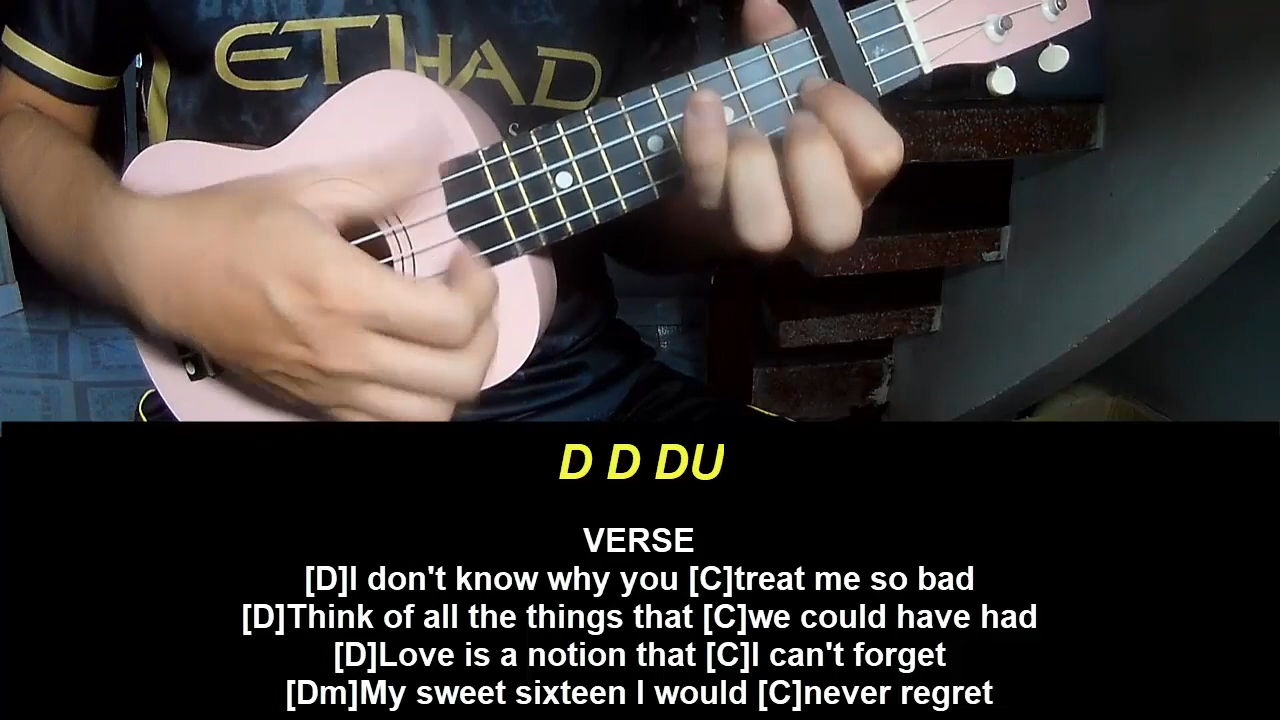 ETIHAD
D D DU
VERSE
[D]I don't know why you [C]treat me so bad
[D]Think of all the things that [C]we could have had
[D]Love is a notion that [C]I can't forget
[Dm]My sweet sixteen I would [C]never regret